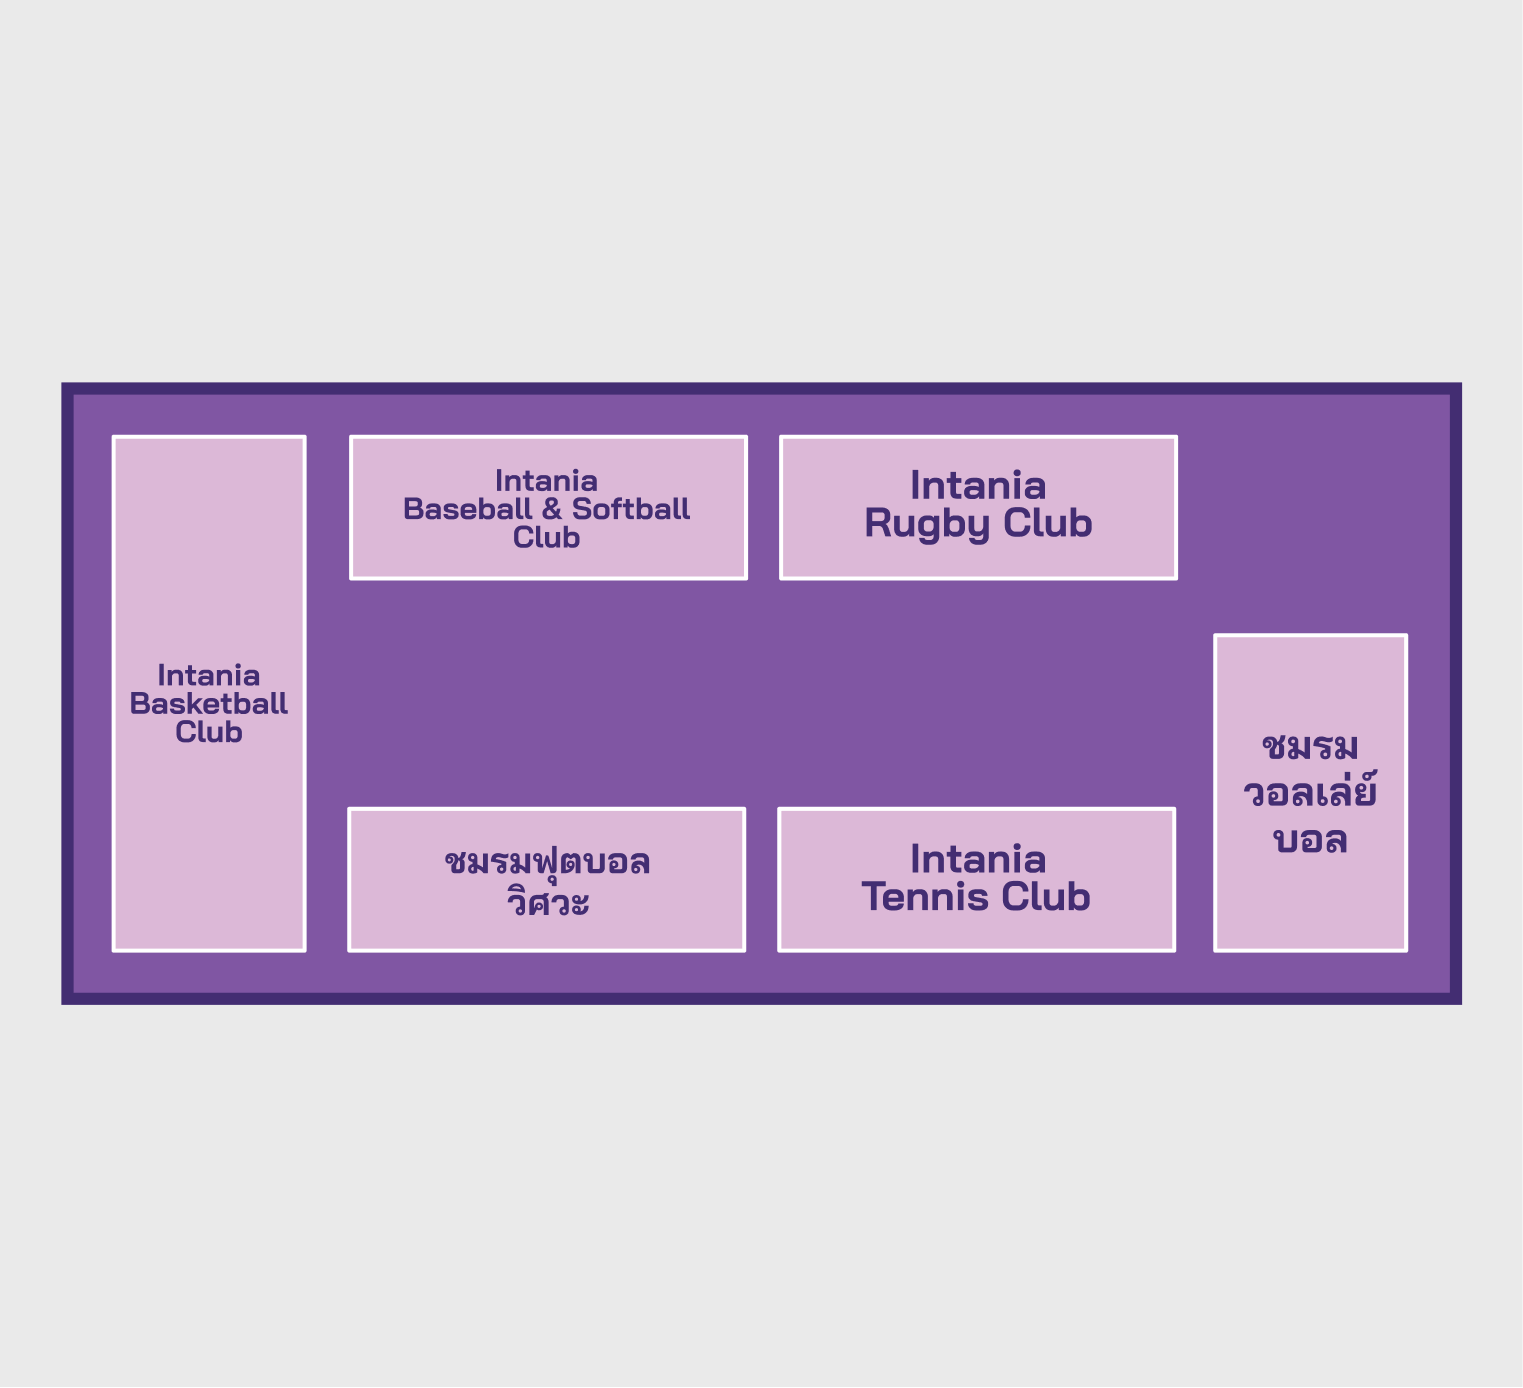 Intania
Baseball & Softball
Club
Intania
Rugby Club
Intania
Basketball
Club
ชมรม
วอลเล่ย์
บอล
ชมรมฟุตบอล
วิศวะ
Intania
Tennis Club